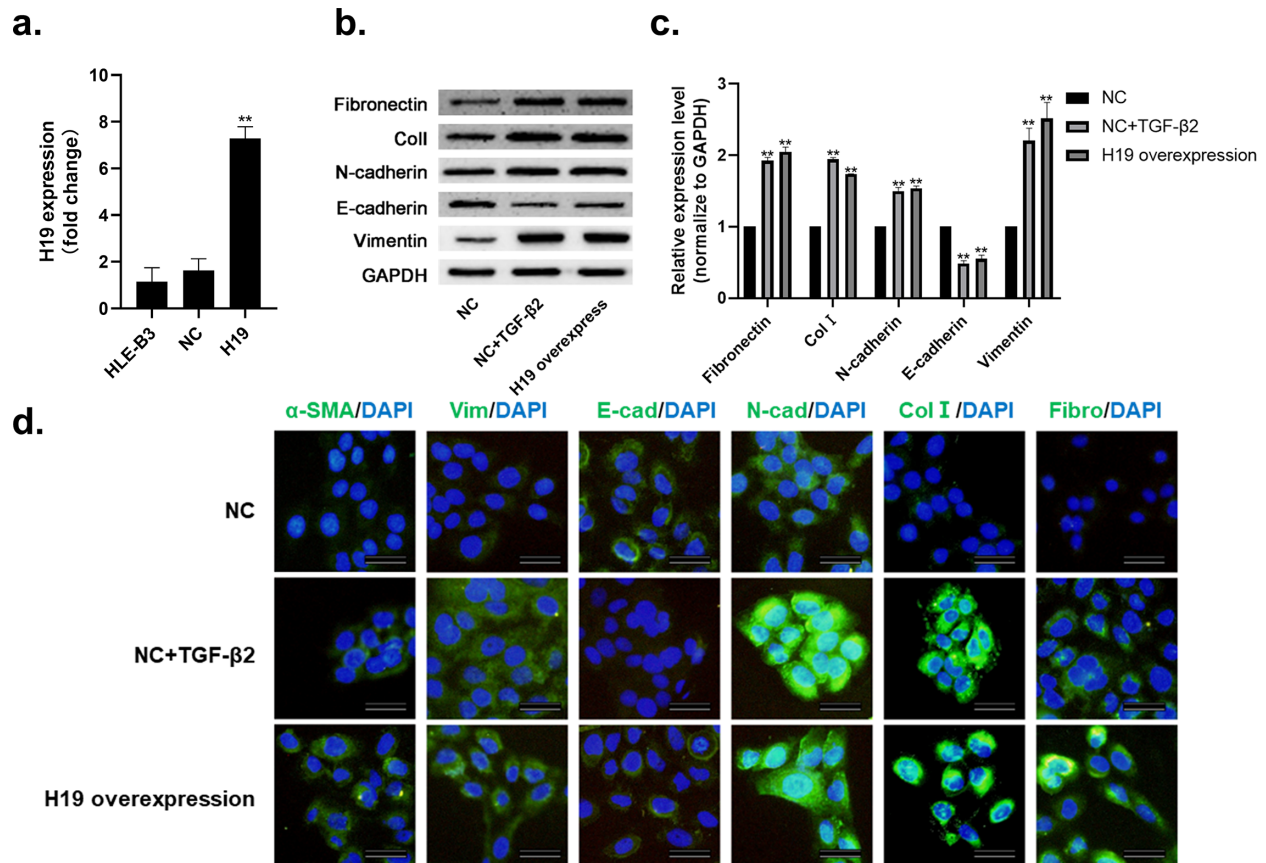 a.
H19 expression
(fold change)
10
8
6
4
2
0
**
HLE-B3
NC
H19
b.
Fibronectin
ColI
N-cadherin
E-cadherin
Vimentin
GAPDH
NC
NC+TGF-β2
H19 overexpress
c.
Relative expression level
(normalize to GAPDH)
3
2
1
0
** **
** **
** **
** **
** **
Fibronectin
Col Ⅰ
N-cadherin
E-cadherin
Vimentin
NC
NC+TGF-β2
H19 overexpression
d.
α-SMA/DAPI Vim/DAPI E-cad/DAPI N-cad/DAPI Col Ⅰ/DAPI Fibro/DAPI
NC
NC+TGF-β2
H19 overexpression